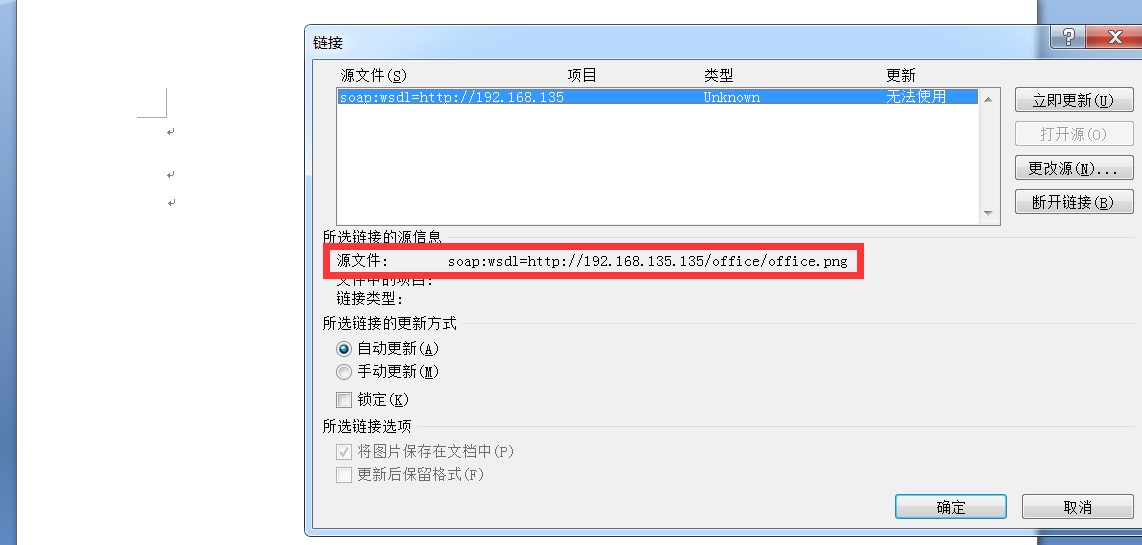 链接
源文件(S) 项目 类型 更新
soap:wsdl=http://192.168.135 Unknown 无法使用
立即更新(U)
打开源(O)
更改源(N)...
断开链接(B)
所选链接的源信息
源文件: soap:wsdl=http://192.168.135.135/office/office.png
文件中的项目:
链接类型:
所选链接的更新方式
自动更新(A)
手动更新(M)
锁定(K)
所选链接选项
将图片保存在文档中(P)
更新后保留格式(F)
确定 取消